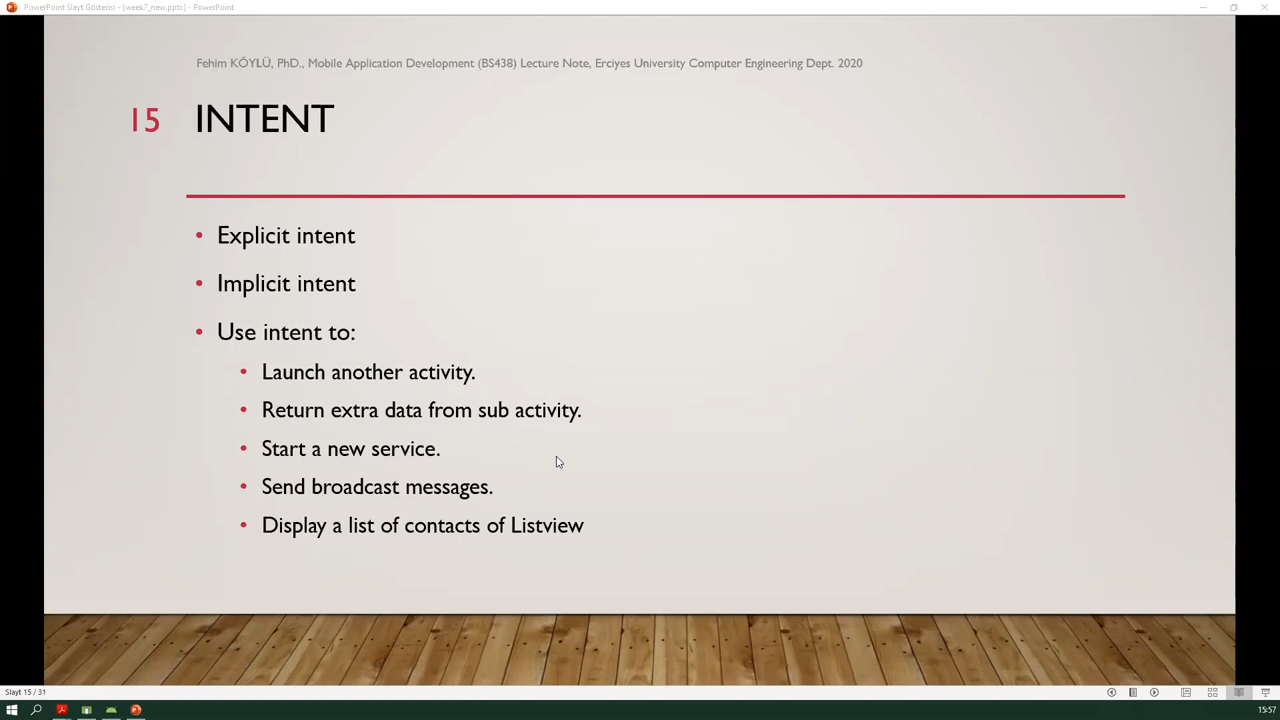 PowerPoint Slayt Gösterisi - [week7_new.pptx] - PowerPoint
Fehim KÖYLÜ, PhD., Mobile Application Development (BS438) Lecture Note, Erciyes University Computer Engineering Dept. 2020
15 INTENT
• Explicit intent
• Implicit intent
• Use intent to:
• Launch another activity.
• Return extra data from sub activity.
• Start a new service.
• Send broadcast messages.
• Display a list of contacts of Listview
Slayt 15 / 31
15:57